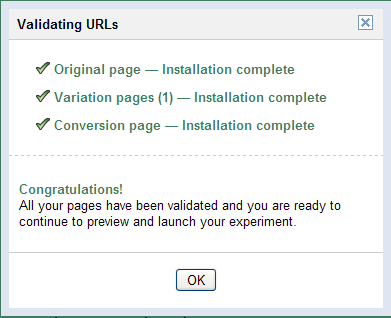 Validating URLs
Original page — Installation complete
Variation pages (1) — Installation complete
Conversion page — Installation complete
Congratulations!
All your pages have been validated and you are ready to
continue to preview and launch your experiment.
OK